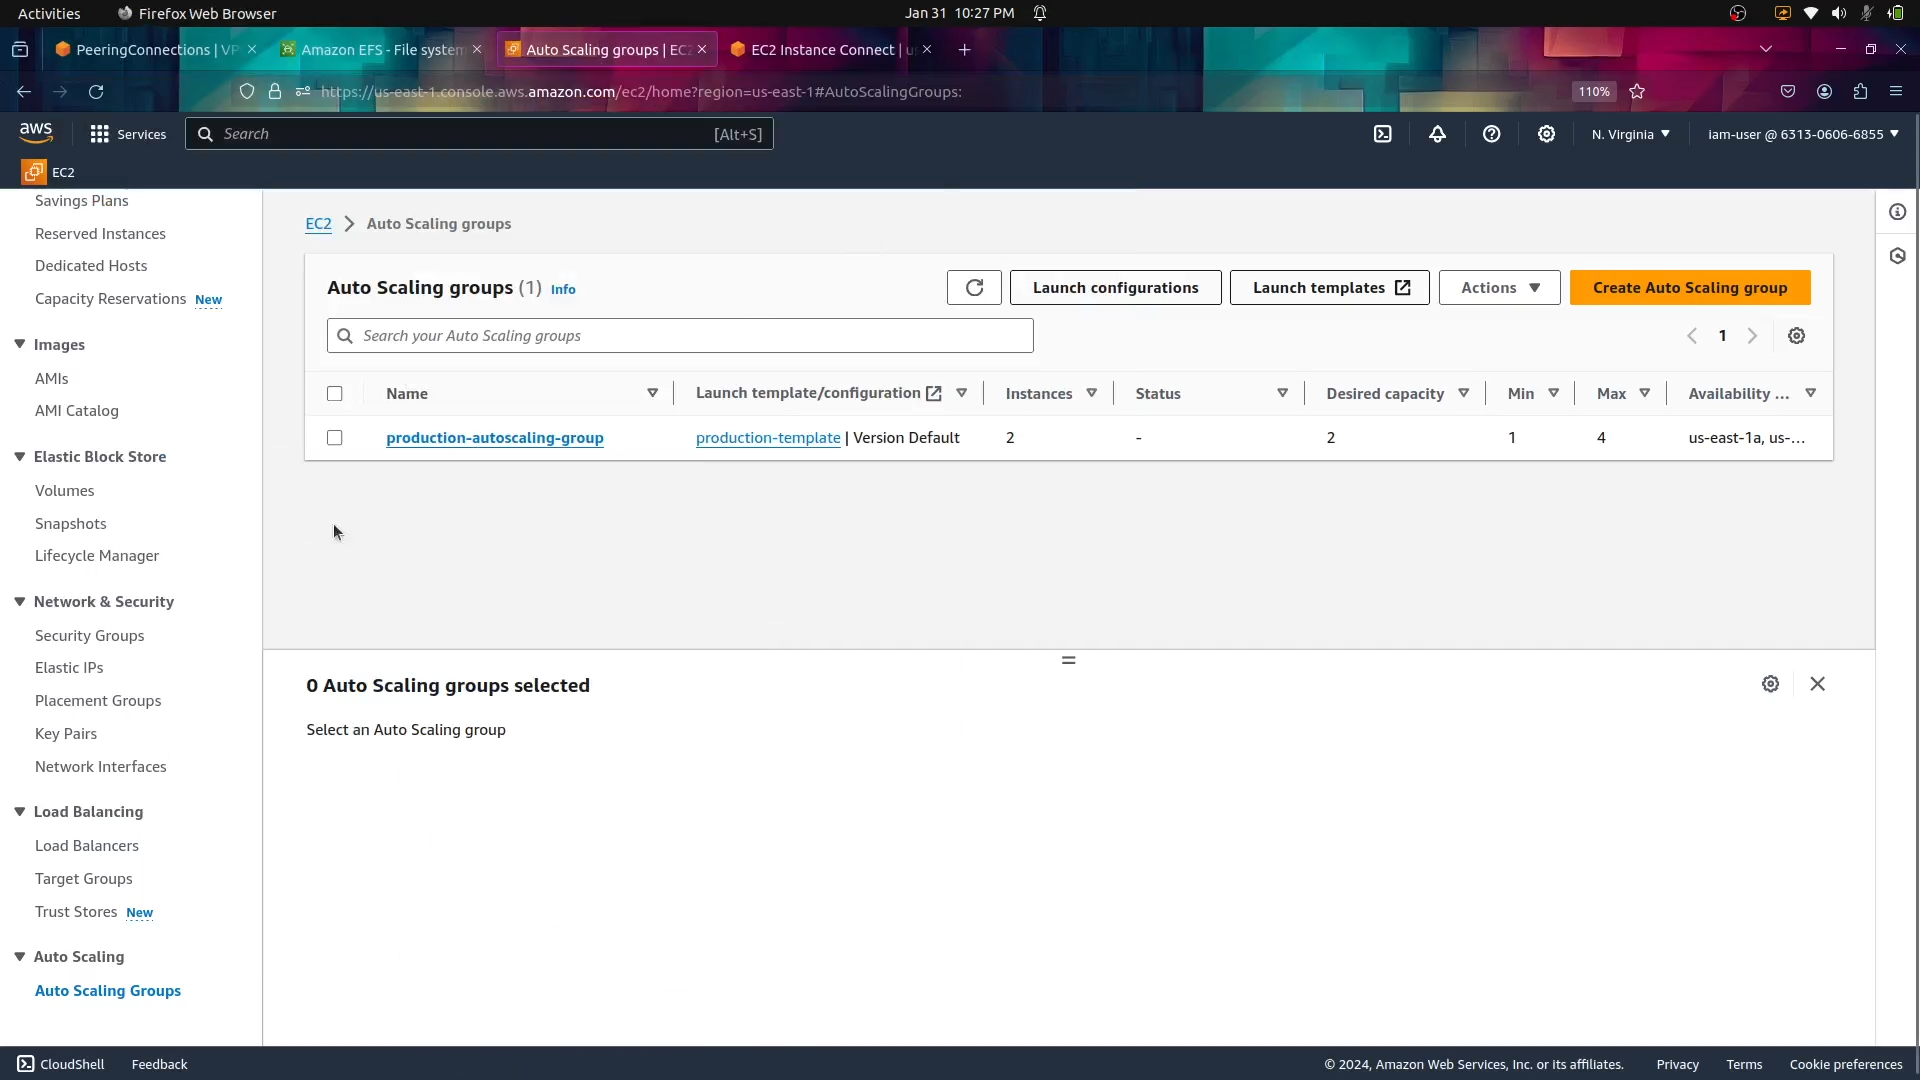 Activities
Firefox Web Browser
Jan 31 10:27 PM
PeeringConnections | VP
Amazon EFS - File system
Auto Scaling groups | EC2
EC2 Instance Connect | us
https://us-east-1.console.aws.amazon.com/ec2/home?region=us-east-1#AutoScalingGroups:
110%
aws
Services
Search
[Alt+S]
N. Virginia
iam-user @ 6313-0606-6855
EC2
Savings Plans
Reserved Instances
Dedicated Hosts
Capacity Reservations New
Images
AMIs
AMI Catalog
Elastic Block Store
Volumes
Snapshots
Lifecycle Manager
Network & Security
Security Groups
Elastic IPs
Placement Groups
Key Pairs
Network Interfaces
Load Balancing
Load Balancers
Target Groups
Trust Stores New
Auto Scaling
Auto Scaling Groups
EC2 > Auto Scaling groups
Auto Scaling groups (1) Info
Launch configurations
Launch templates
Actions
Create Auto Scaling group
Search your Auto Scaling groups
1
Name Launch template/configuration Instances Status Desired capacity Min Max Availability ...
production-autoscaling-group production-template | Version Default 2 - 2 1 4 us-east-1a, us-...
0 Auto Scaling groups selected
Select an Auto Scaling group
CloudShell
Feedback
© 2024, Amazon Web Services, Inc. or its affiliates.
Privacy
Terms
Cookie preferences